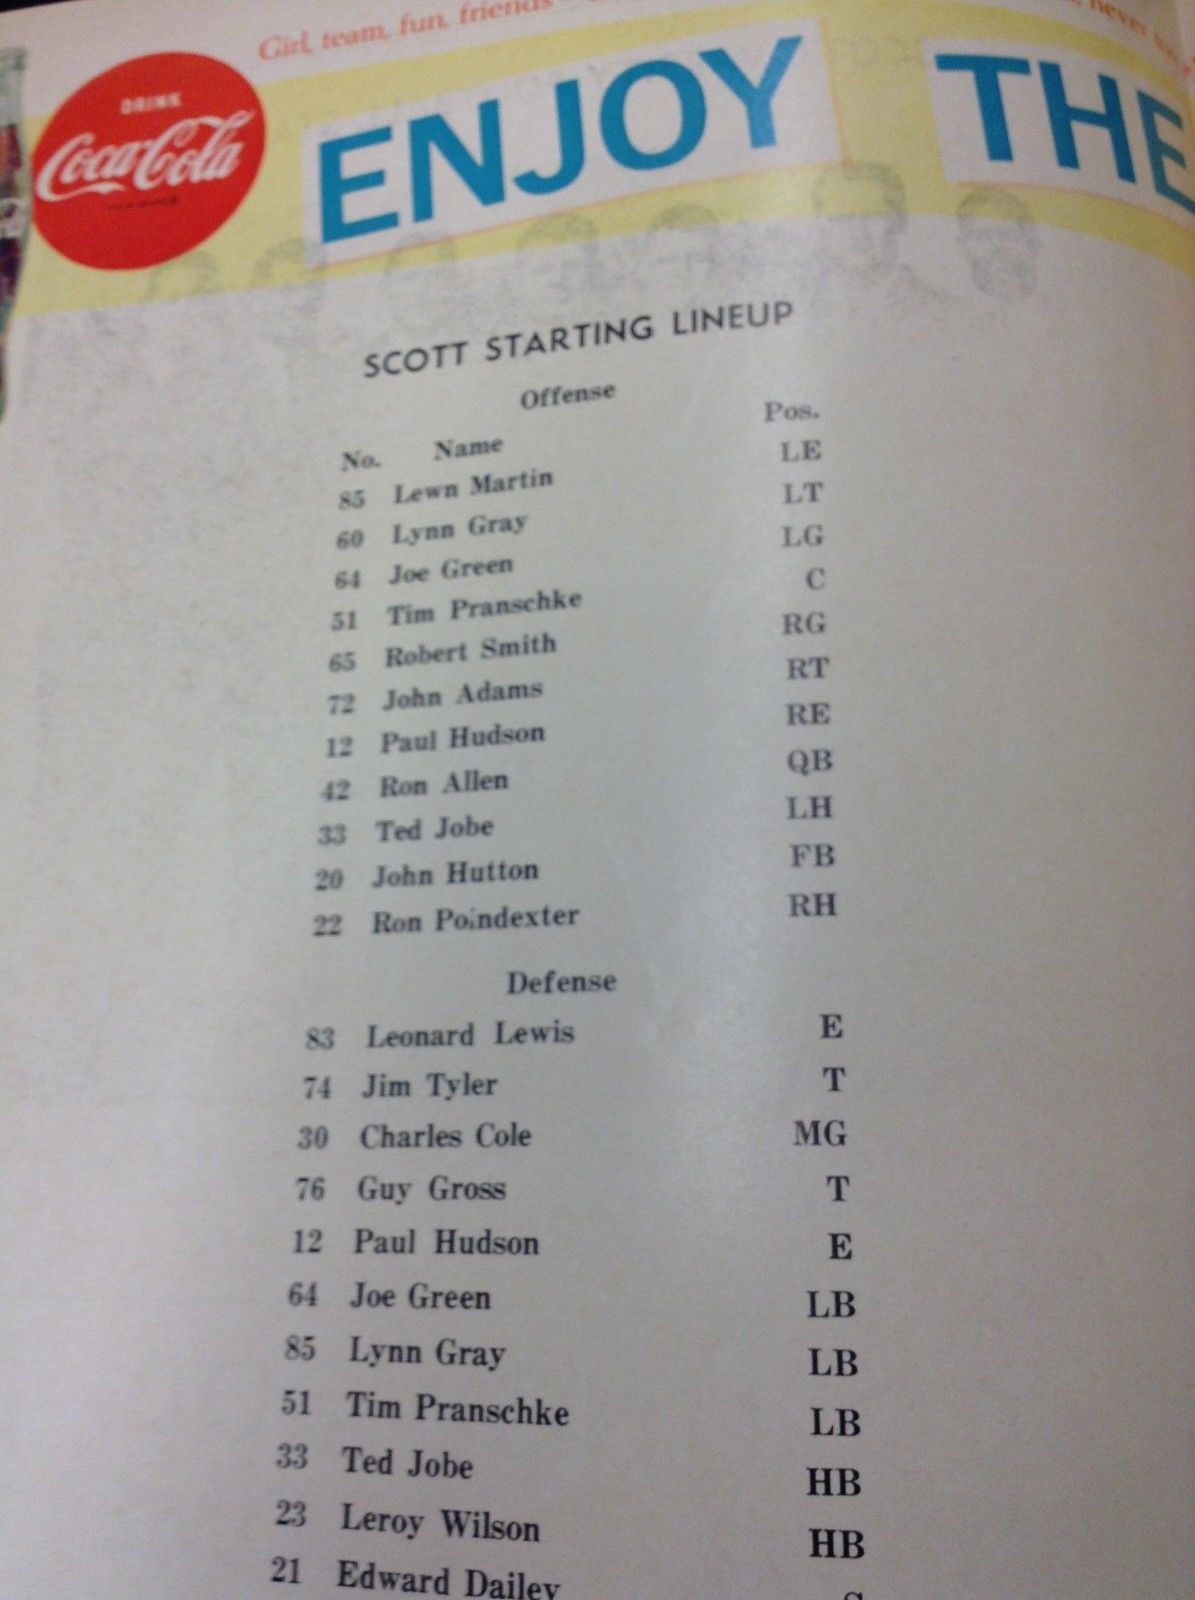 Girl, team, fun, friends
never
DRINK
Coca-Cola
ENJOY THE
SCOTT STARTING LINEUP
Offense
No. Name Pos.
85 Lewn Martin LE
60 Lynn Gray LT
64 Joe Green LG
51 Tim Pranschke C
65 Robert Smith RG
72 John Adams RT
12 Paul Hudson RE
42 Ron Allen QB
33 Ted Jobe LH
20 John Hutton FB
22 Ron Poindexter RH
Defense
83 Leonard Lewis E
74 Jim Tyler T
30 Charles Cole MG
76 Guy Gross T
12 Paul Hudson E
64 Joe Green LB
85 Lynn Gray LB
51 Tim Pranschke LB
33 Ted Jobe HB
23 Leroy Wilson HB
21 Edward Dailey S